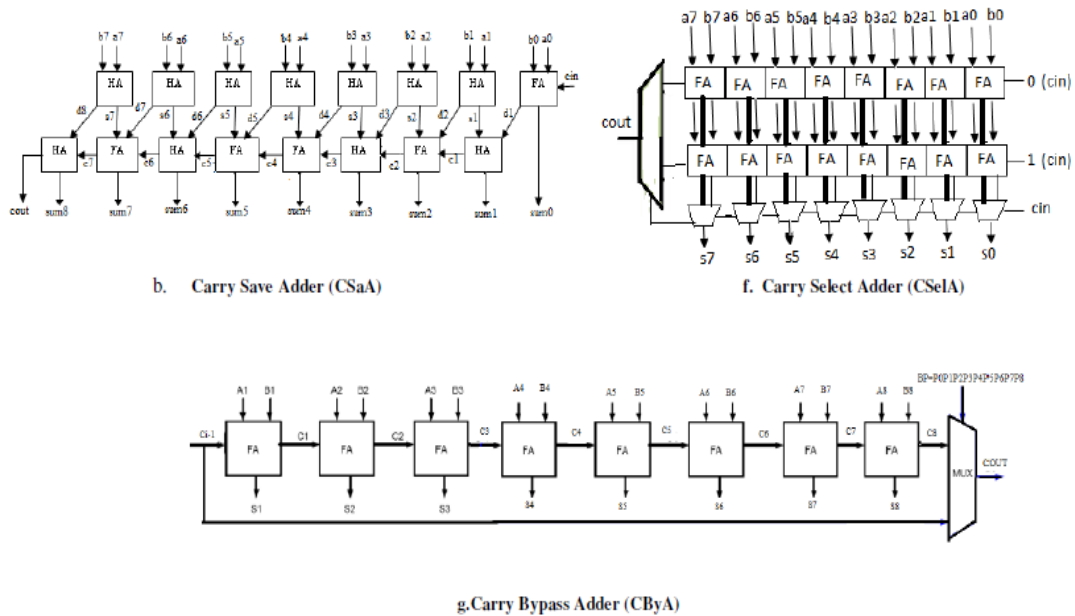 b7 a7 b6 a6 b5 a5 b4 a4 b3 a3 b2 a2 b1 a1 b0 a0
HA HA HA HA HA HA HA FA cin
d8 s7 d7 s6 d6 s5 d5 s4 d4 s3 d3 s2 d2 s1 d1
HA c7 FA c6 HA c5 FA c4 FA c3 HA c2 FA c1 HA
cout sum8 sum7 sum6 sum5 sum4 sum3 sum2 sum1 sum0
b. Carry Save Adder (CSaA)
a7 b7 a6 b6 a5 b5 a4 b4 a3 b3 a2 b2 a1 b1 a0 b0
FA FA FA FA FA FA FA FA 0 (cin)
cout
FA FA FA FA FA FA FA FA 1 (cin)
cin
s7 s6 s5 s4 s3 s2 s1 s0
f. Carry Select Adder (CSelA)
BP=P0P1P2P3P4P5P6P7P8
A1 B1 A2 B2 A3 B3 A4 B4 A5 B5 A6 B6 A7 B7 A8 B8
Ci-1 FA C1 FA C2 FA C3 FA C4 FA C5 FA C6 FA C7 FA C8 MUX COUT
S1 S2 S3 S4 S5 S6 S7 S8
g.Carry Bypass Adder (CByA)